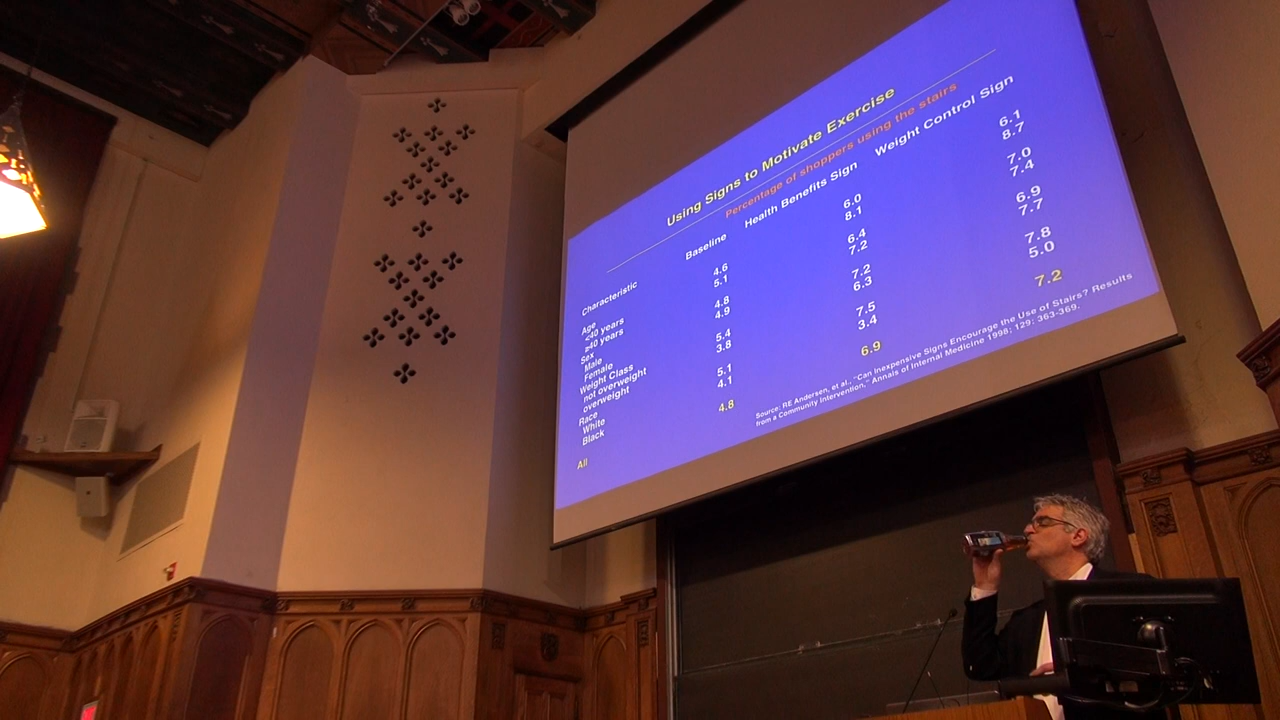 Using Signs to Motivate Exercise
Percentage of shoppers using the stairs
Characteristic Baseline Health Benefits Sign Weight Control Sign
Age
<40 years 4.6 6.0 6.1
≥40 years 5.1 8.1 8.7
Sex
Male 4.8 6.4 7.0
Female 4.9 7.2 7.4
Weight Class
not overweight 5.4 7.2 6.9
overweight 3.8 6.3 7.7
Race
White 5.1 7.5 7.8
Black 4.1 3.4 5.0
All 4.8 6.9 7.2
Source: RE Andersen, et al., "Can Inexpensive Signs Encourage the Use of Stairs? Results
from a Community Intervention," Annals of Internal Medicine 1998; 129: 363-369.